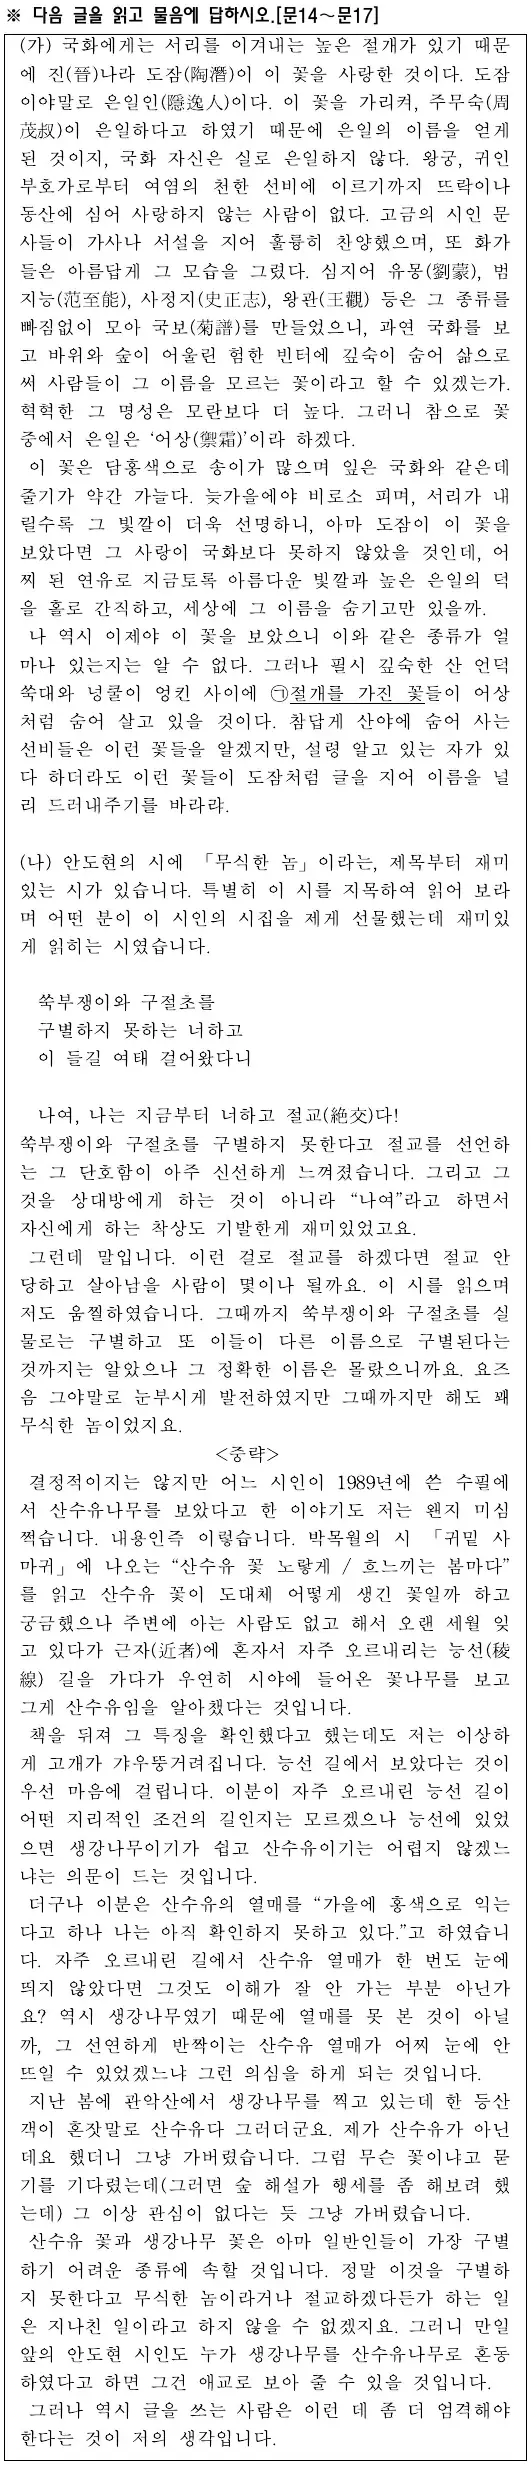 ※ 다음 글을 읽고 물음에 답하시오.[문14～문17]
(가) 국화에게는 서리를 이겨내는 높은 절개가 있기 때문
에 진(晉)나라 도잠(陶潛)이 이 꽃을 사랑한 것이다. 도잠
이야말로 은일인(隱逸人)이다. 이 꽃을 가리켜, 주무숙(周
茂叔)이 은일하다고 하였기 때문에 은일의 이름을 얻게
된 것이지, 국화 자신은 실로 은일하지 않다. 왕궁, 귀인
부호가로부터 여염의 천한 선비에 이르기까지 뜨락이나
동산에 심어 사랑하지 않는 사람이 없다. 고금의 시인 문
사들이 가사나 서설을 지어 훌륭히 찬양했으며, 또 화가
들은 아름답게 그 모습을 그렸다. 심지어 유몽(劉蒙), 범
지능(范至能), 사정지(史正志), 왕관(王觀) 등은 그 종류를
빠짐없이 모아 국보(菊譜)를 만들었으니, 과연 국화를 보
고 바위와 숲이 어울린 험한 빈터에 깊숙이 숨어 삶으로
써 사람들이 그 이름을 모르는 꽃이라고 할 수 있겠는가.
혁혁한 그 명성은 모란보다 더 높다. 그러니 참으로 꽃
중에서 은일은 ‘어상(禦霜)’이라 하겠다.
이 꽃은 담홍색으로 송이가 많으며 잎은 국화와 같은데
줄기가 약간 가늘다. 늦가을에야 비로소 피며, 서리가 내
릴수록 그 빛깔이 더욱 선명하니, 아마 도잠이 이 꽃을
보았다면 그 사랑이 국화보다 못하지 않았을 것인데, 어
찌 된 연유로 지금토록 아름다운 빛깔과 높은 은일의 덕
을 홀로 간직하고, 세상에 그 이름을 숨기고만 있을까.
나 역시 이제야 이 꽃을 보았으니 이와 같은 종류가 얼
마나 있는지는 알 수 없다. 그러나 필시 깊숙한 산 언덕
쑥대와 넝쿨이 엉킨 사이에 ㉠절개를 가진 꽃들이 어상
처럼 숨어 살고 있을 것이다. 참답게 산야에 숨어 사는
선비들은 이런 꽃들을 알겠지만, 설령 알고 있는 자가 있
다 하더라도 이런 꽃들이 도잠처럼 글을 지어 이름을 널
리 드러내주기를 바라랴.
(나) 안도현의 시에 「무식한 놈」이라는, 제목부터 재미
있는 시가 있습니다. 특별히 이 시를 지목하여 읽어 보라
며 어떤 분이 이 시인의 시집을 제게 선물했는데 재미있
게 읽히는 시였습니다.
쑥부쟁이와 구절초를
구별하지 못하는 너하고
이 들길 여태 걸어왔다니
나여, 나는 지금부터 너하고 절교(絶交)다!
쑥부쟁이와 구절초를 구별하지 못한다고 절교를 선언하
는 그 단호함이 아주 신선하게 느껴졌습니다. 그리고 그
것을 상대방에게 하는 것이 아니라 “나여”라고 하면서
자신에게 하는 착상도 기발한게 재미있었고요.
그런데 말입니다. 이런 걸로 절교를 하겠다면 절교 안
당하고 살아남을 사람이 몇이나 될까요. 이 시를 읽으며
저도 움찔하였습니다. 그때까지 쑥부쟁이와 구절초를 실
물로는 구별하고 또 이들이 다른 이름으로 구별된다는
것까지는 알았으나 그 정확한 이름은 몰랐으니까요. 요즈
음 그야말로 눈부시게 발전하였지만 그때까지만 해도 꽤
무식한 놈이었지요.
<중략>
결정적이지는 않지만 어느 시인이 1989년에 쓴 수필에
서 산수유나무를 보았다고 한 이야기도 저는 왠지 미심
쩍습니다. 내용인즉 이렇습니다. 박목월의 시 「귀밑 사
마귀」에 나오는 “산수유 꽃 노랗게 / 흐느끼는 봄마다”
를 읽고 산수유 꽃이 도대체 어떻게 생긴 꽃일까 하고
궁금했으나 주변에 아는 사람도 없고 해서 오랜 세월 잊
고 있다가 근자(近者)에 혼자서 자주 오르내리는 능선(稜
線) 길을 가다가 우연히 시야에 들어온 꽃나무를 보고
그게 산수유임을 알아챘다는 것입니다.
책을 뒤져 그 특징을 확인했다고 했는데도 저는 이상하
게 고개가 갸우뚱거려집니다. 능선 길에서 보았다는 것이
우선 마음에 걸립니다. 이분이 자주 오르내린 능선 길이
어떤 지리적인 조건의 길인지는 모르겠으나 능선에 있었
으면 생강나무이기가 쉽고 산수유이기는 어렵지 않겠느
냐는 의문이 드는 것입니다.
더구나 이분은 산수유의 열매를 “가을에 홍색으로 익는
다고 하나 나는 아직 확인하지 못하고 있다.”고 하였습니
다. 자주 오르내린 길에서 산수유 열매가 한 번도 눈에
띄지 않았다면 그것도 이해가 잘 안 가는 부분 아닌가
요? 역시 생강나무였기 때문에 열매를 못 본 것이 아닐
까, 그 선연하게 반짝이는 산수유 열매가 어찌 눈에 안
뜨일 수 있었겠느냐 그런 의심을 하게 되는 것입니다.
지난 봄에 관악산에서 생강나무를 찍고 있는데 한 등산
객이 혼잣말로 산수유다 그러더군요. 제가 산수유가 아닌
데요 했더니 그냥 가버렸습니다. 그럼 무슨 꽃이냐고 묻
기를 기다렸는데(그러면 숲 해설가 행세를 좀 해보려 했
는데) 그 이상 관심이 없다는 듯 그냥 가버렸습니다.
산수유 꽃과 생강나무 꽃은 아마 일반인들이 가장 구별
하기 어려운 종류에 속할 것입니다. 정말 이것을 구별하
지 못한다고 무식한 놈이라거나 절교하겠다든가 하는 일
은 지나친 일이라고 하지 않을 수 없겠지요. 그러니 만일
앞의 안도현 시인도 누가 생강나무를 산수유나무로 혼동
하였다고 하면 그건 애교로 보아 줄 수 있을 것입니다.
그러나 역시 글을 쓰는 사람은 이런 데 좀 더 엄격해야
한다는 것이 저의 생각입니다.